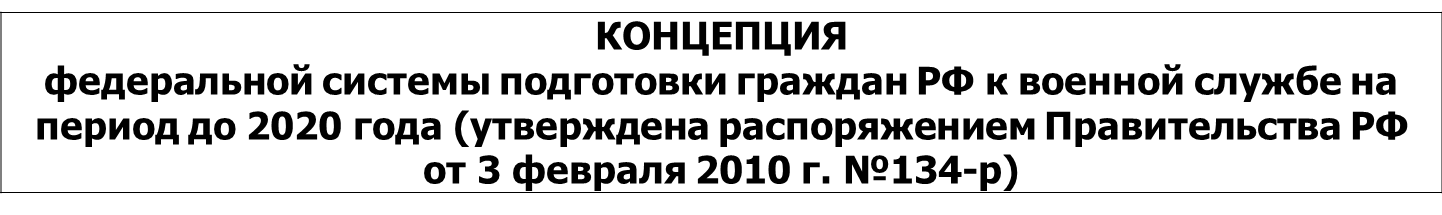 КОНЦЕПЦИЯ
федеральной системы подготовки граждан РФ к военной службе на
период до 2020 года (утверждена распоряжением Правительства РФ
от 3 февраля 2010 г. №134-р)